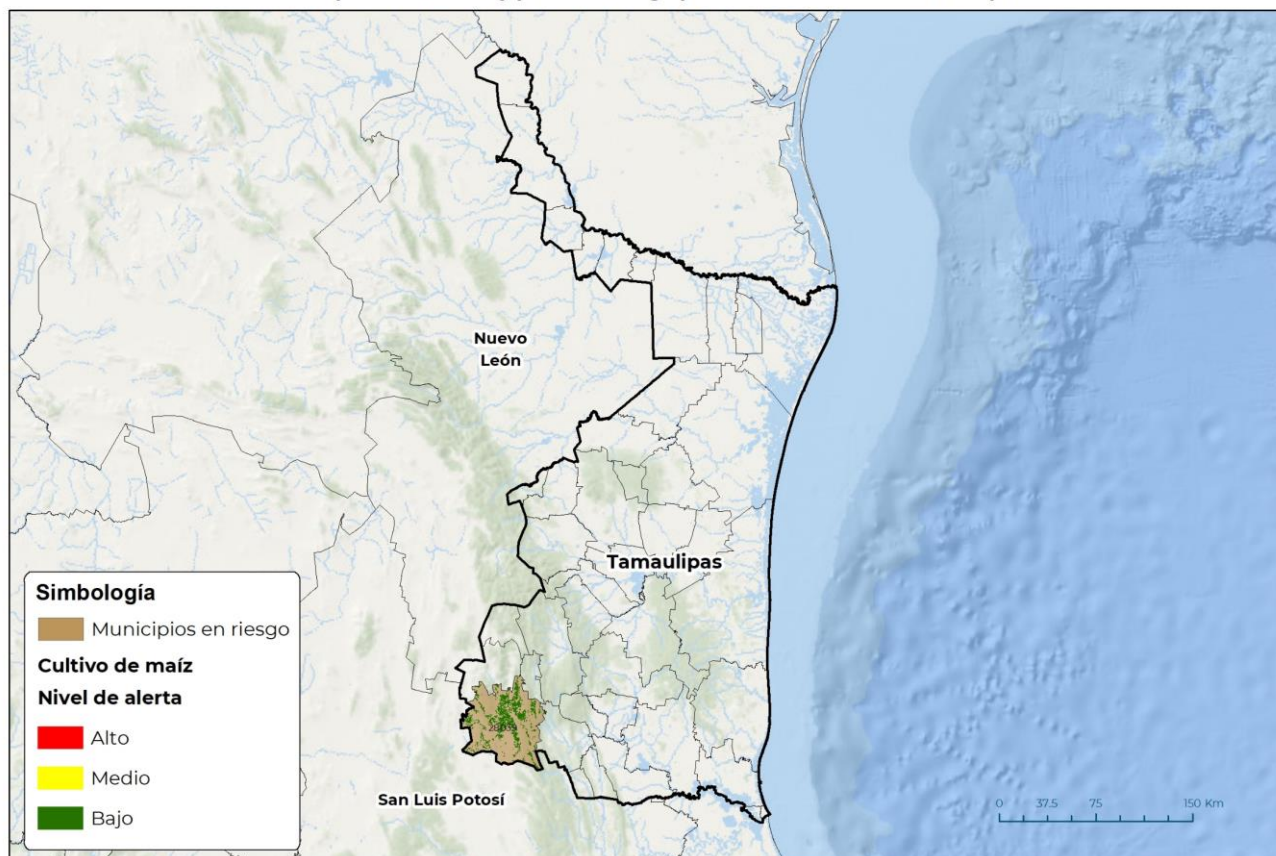 Nuevo
León
Tamaulipas
San Luis Potosí
Simbología
Municipios en riesgo
Cultivo de maíz
Nivel de alerta
Alto
Medio
Bajo
0 37.5 75 150 Km